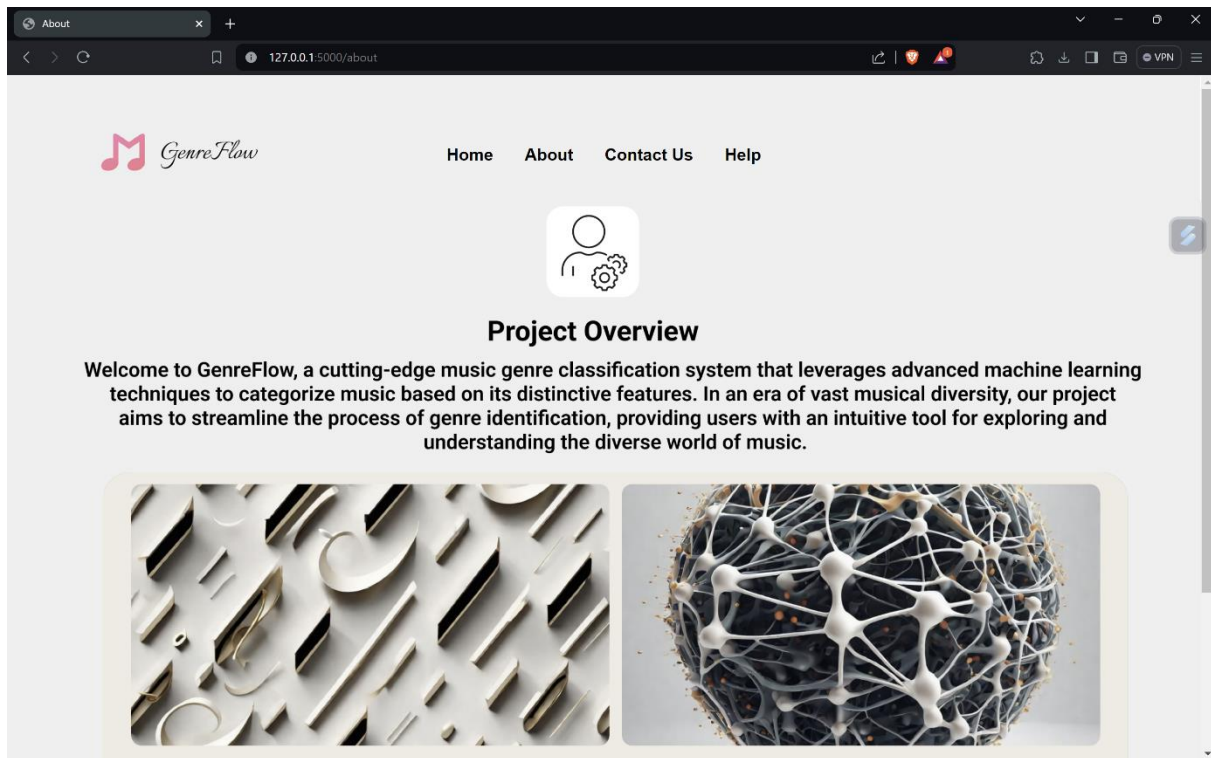 About
127.0.0.1:5000/about
1
VPN
GenreFlow
Home About Contact Us Help
Project Overview
Welcome to GenreFlow, a cutting-edge music genre classification system that leverages advanced machine learning
techniques to categorize music based on its distinctive features. In an era of vast musical diversity, our project
aims to streamline the process of genre identification, providing users with an intuitive tool for exploring and
understanding the diverse world of music.